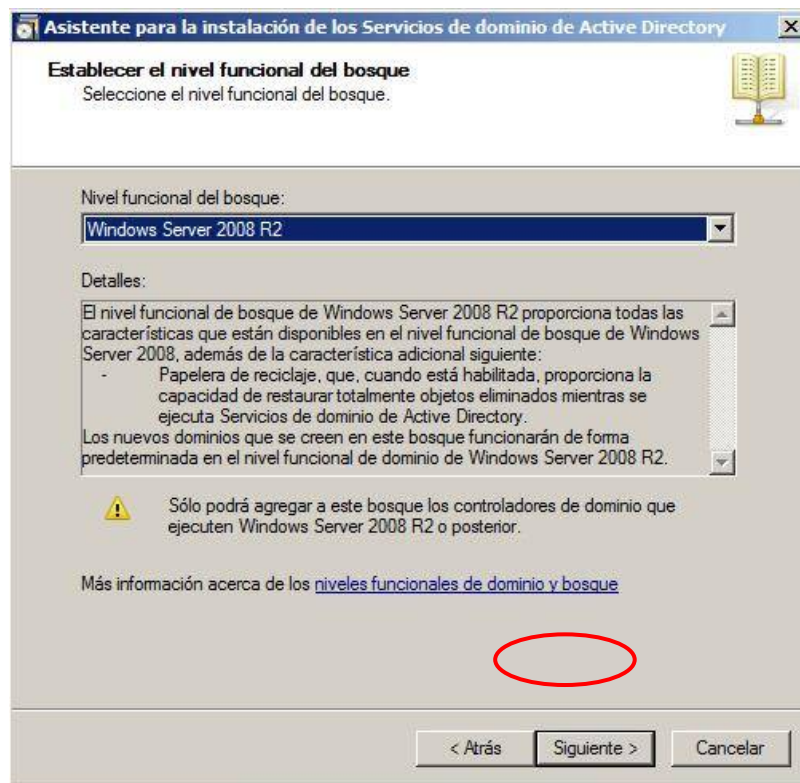 Asistente para la instalación de los Servicios de dominio de Active Directory
Establecer el nivel funcional del bosque
Seleccione el nivel funcional del bosque.
Nivel funcional del bosque:
Windows Server 2008 R2
Detalles:
El nivel funcional de bosque de Windows Server 2008 R2 proporciona todas las
características que están disponibles en el nivel funcional de bosque de Windows
Server 2008, además de la característica adicional siguiente:
- Papelera de reciclaje, que, cuando está habilitada, proporciona la
capacidad de restaurar totalmente objetos eliminados mientras se
ejecuta Servicios de dominio de Active Directory.
Los nuevos dominios que se creen en este bosque funcionarán de forma
predeterminada en el nivel funcional de dominio de Windows Server 2008 R2.
Sólo podrá agregar a este bosque los controladores de dominio que
ejecuten Windows Server 2008 R2 o posterior.
Más información acerca de los niveles funcionales de dominio y bosque
< Atrás Siguiente > Cancelar